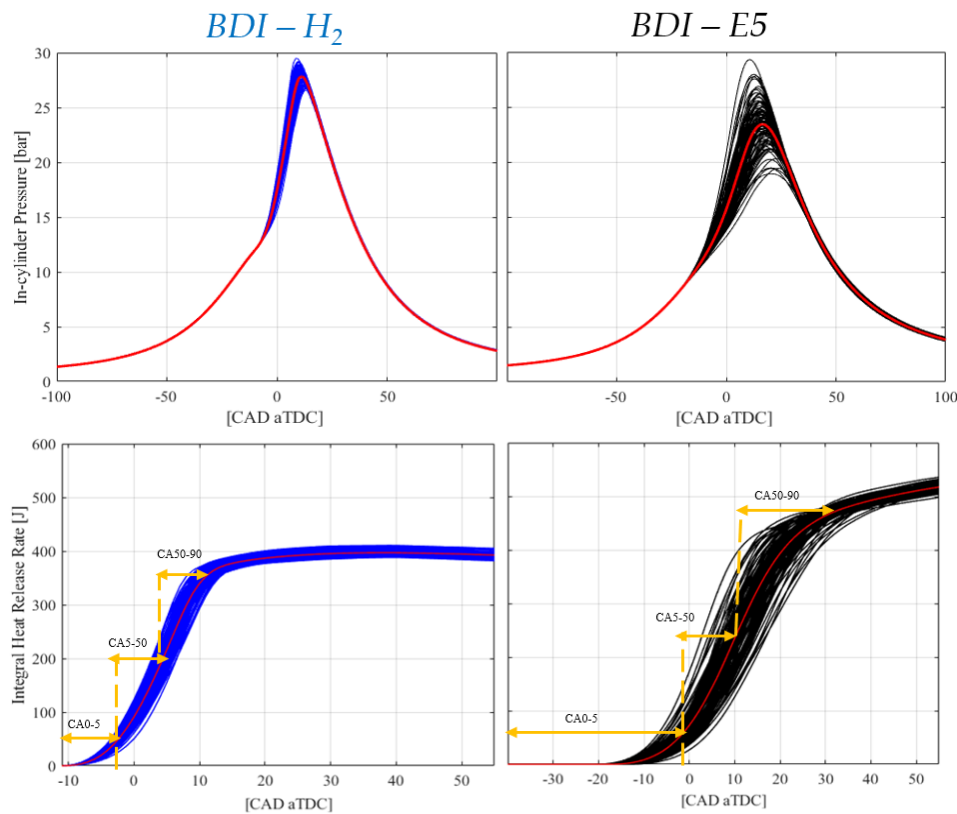 BDI – H2
BDI – E5
In-cylinder Pressure [bar]
30
25
20
15
10
5
0
-100
-50
0
50
[CAD aTDC]
-50
0
50
100
[CAD aTDC]
Integral Heat Release Rate [J]
600
500
400
300
200
100
0
CA50-90
CA5-50
CA0-5
-10
0
10
20
30
40
50
[CAD aTDC]
CA50-90
CA5-50
CA0-5
-30
-20
-10
0
10
20
30
40
50
[CAD aTDC]